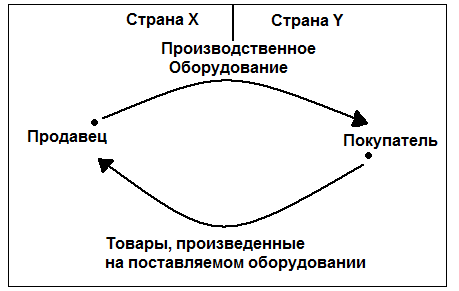 Страна X
Страна Y
Производственное
Оборудование
Продавец
Покупатель
Товары, произведенные
на поставляемом оборудовании